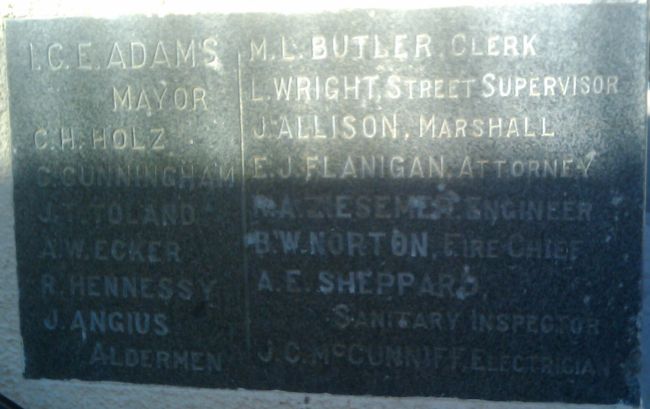 I. C. E. ADAMS
MAYOR
C. H. HOLZ
C. CUNNINGHAM
J. T. TOLAND
A. W. ECKER
R. HENNESSY
J. ANGIUS
ALDERMEN
M. L. BUTLER, CLERK
L. WRIGHT, STREET SUPERVISOR
J. ALLISON, MARSHALL
E. J. FLANIGAN, ATTORNEY
R. A. ZIESEMER, ENGINEER
B. W. NORTON, FIRE CHIEF
A. E. SHEPPARD,
SANITARY INSPECTOR
J. C. McCUNNIFF, ELECTRICIAN